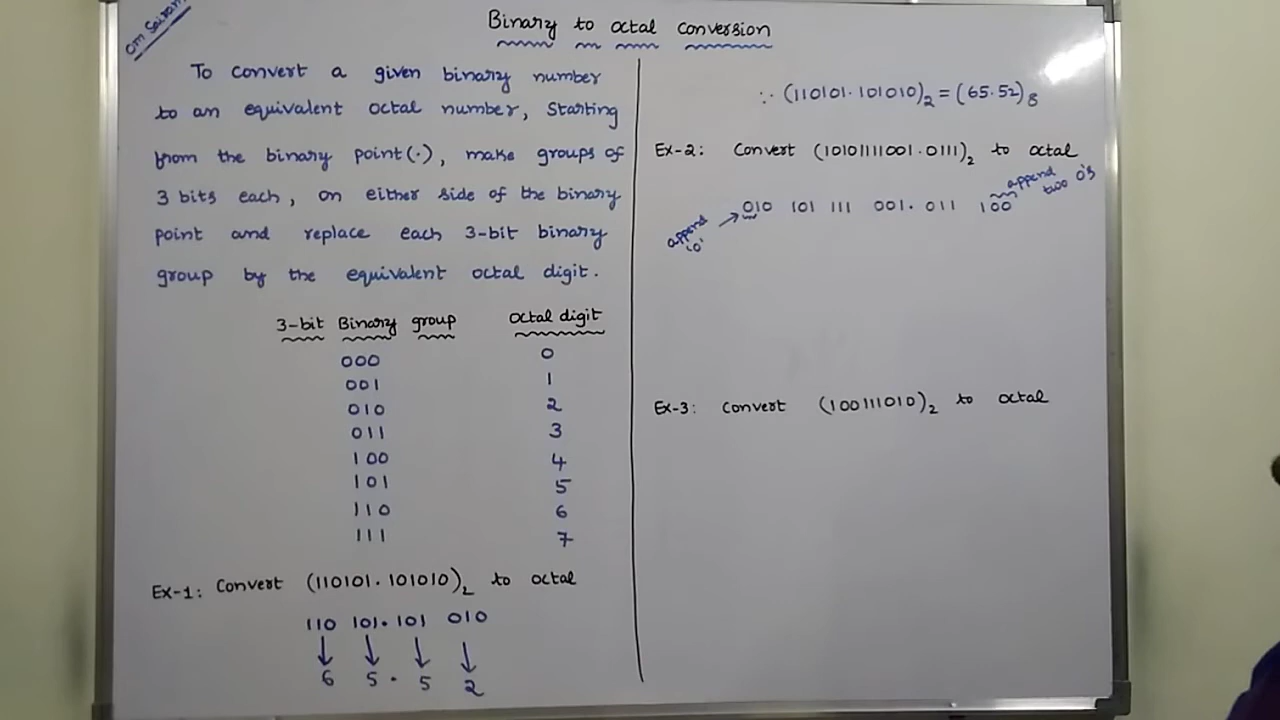 Om Sairam
Binary to octal conversion
To convert a given binary number
to an equivalent octal number, starting
from the binary point(.), make groups of
3 bits each, on either side of the binary
point and replace each 3-bit binary
group by the equivalent octal digit.
3-bit Binary group octal digit
000 0
001 1
010 2
011 3
100 4
101 5
110 6
111 7
Ex-1: Convert (110101.101010)₂ to octal
110 101.101 010
↓ ↓ ↓ ↓
6 5 . 5 2
∴ (110101.101010)₂ = (65.52)₈
Ex-2: Convert (10101111001.0111)₂ to octal
append
two 0's
010 101 111 001.011 100
append →
'0'
Ex-3: Convert (100111010)₂ to octal